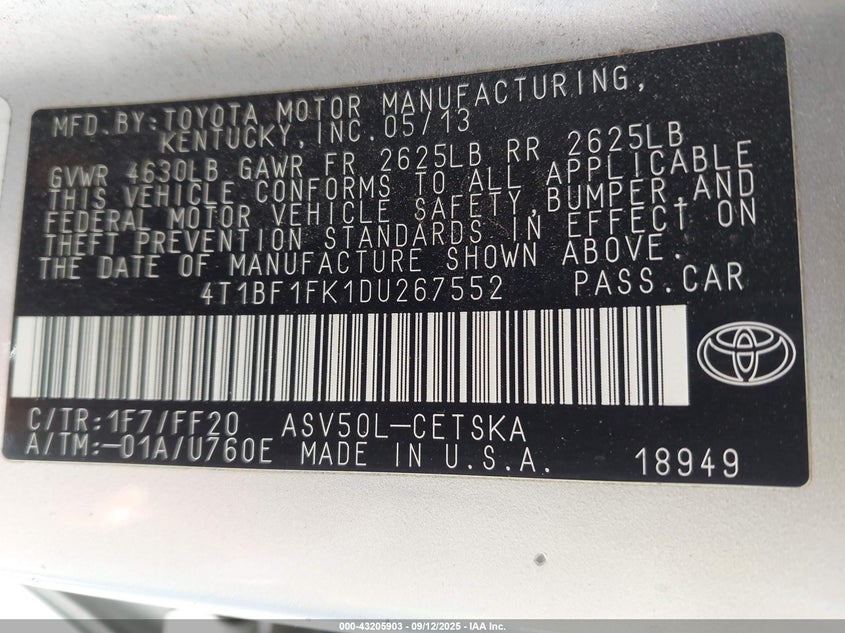 MFD.BY:TOYOTA MOTOR MANUFACTURING,
KENTUCKY,INC.05/13
GVWR 4630LB GAWR FR 2625LB RR 2625LB
THIS VEHICLE CONFORMS TO ALL APPLICABLE
FEDERAL MOTOR VEHICLE SAFETY,BUMPER,AND
THEFT PREVENTION STANDARDS IN EFFECT ON
THE DATE OF MANUFACTURE SHOWN ABOVE.
4T1BF1FK1DU267552 PASS.CAR
C/TR:1F7/FF20 ASV50L-CETSKA
A/TM:-01A/U760E MADE IN U.S.A. 18949
000-43205903 - 09/12/2025 - IAA Inc.